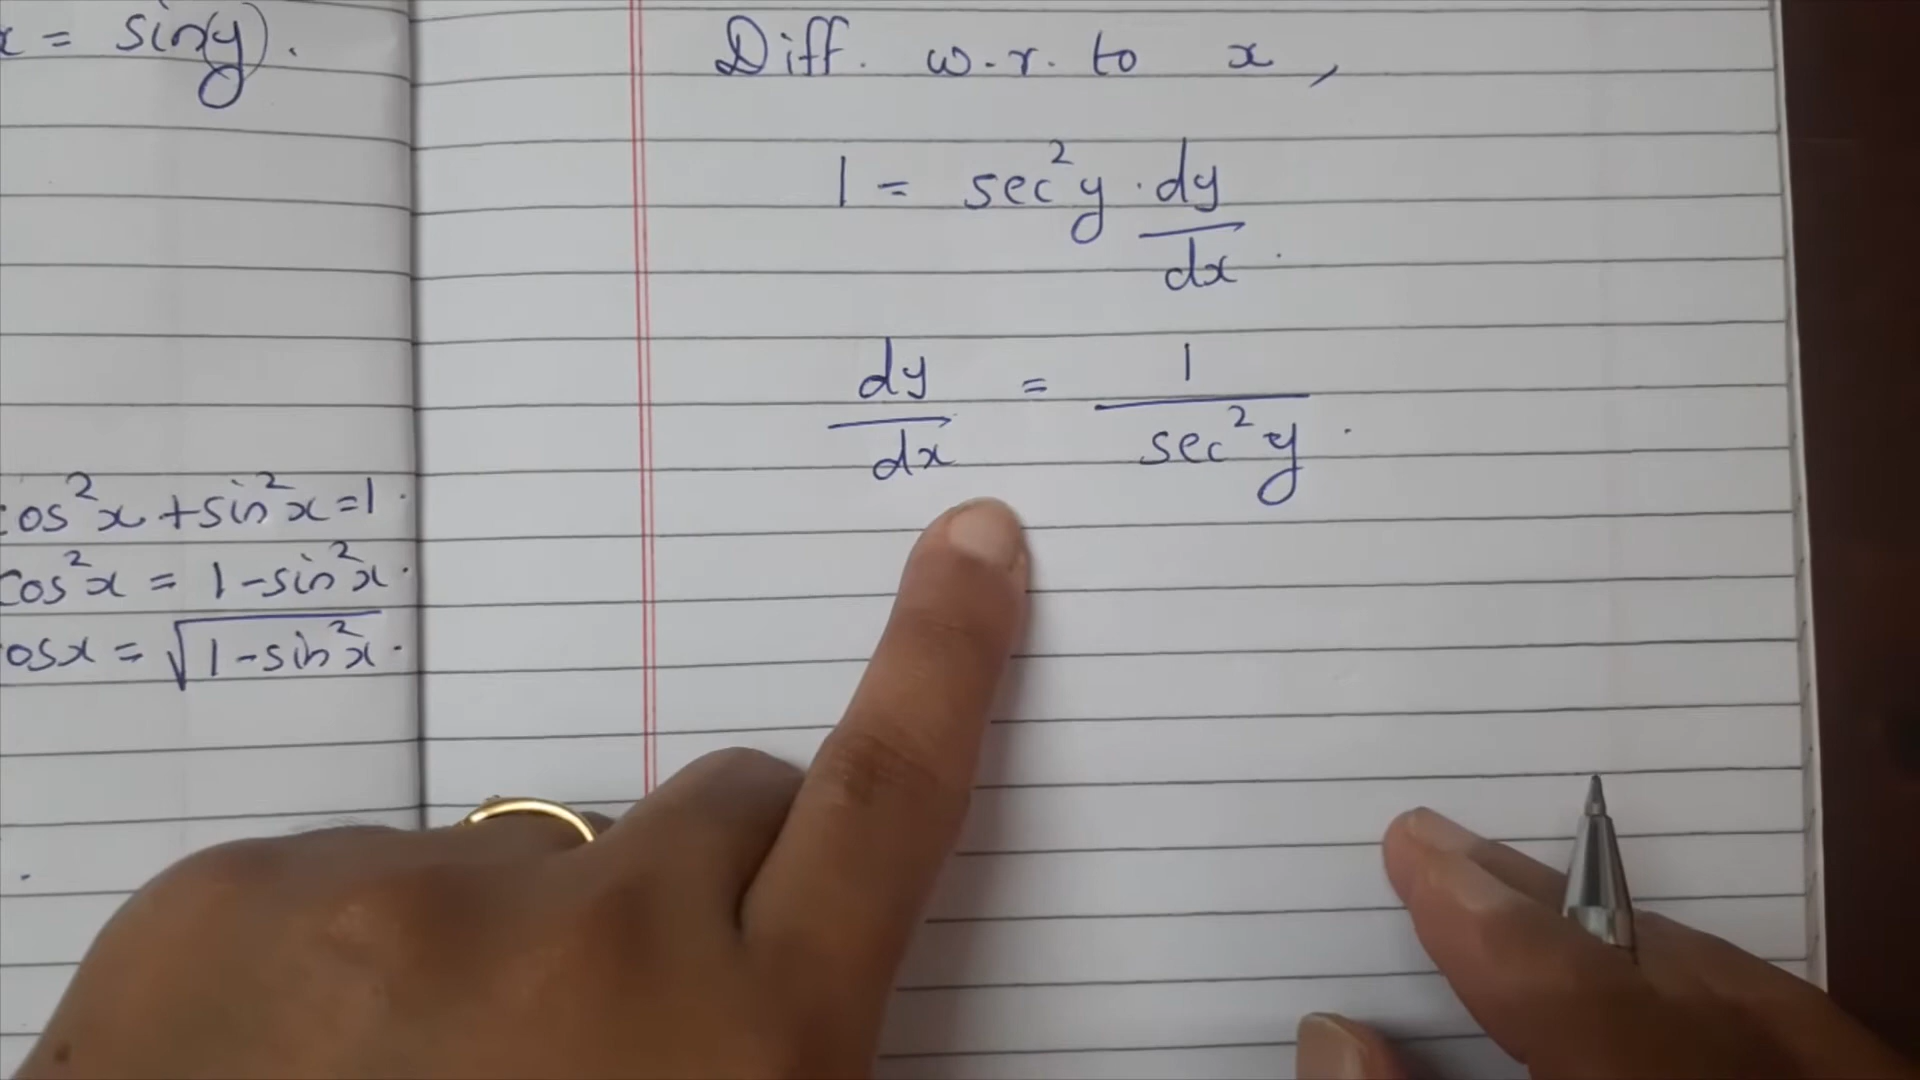 x = sin(y).
cos²x + sin²x = 1.
cos²x = 1 - sin²x.
cosx = √1 - sin²x.
Diff. w.r. to x,
1 = sec²y . dy/dx.
dy/dx = 1/sec²y.